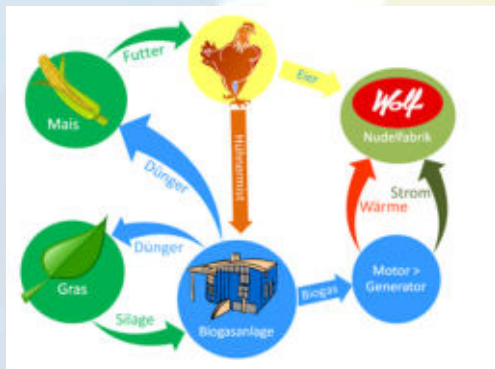 Futter
Eier
Mais
Wolf
Nudelfabrik
Hühnermist
Dünger
Strom
Wärme
Dünger
Gras
Motor >
Generator
Biogas
Silage
Biogasanlage